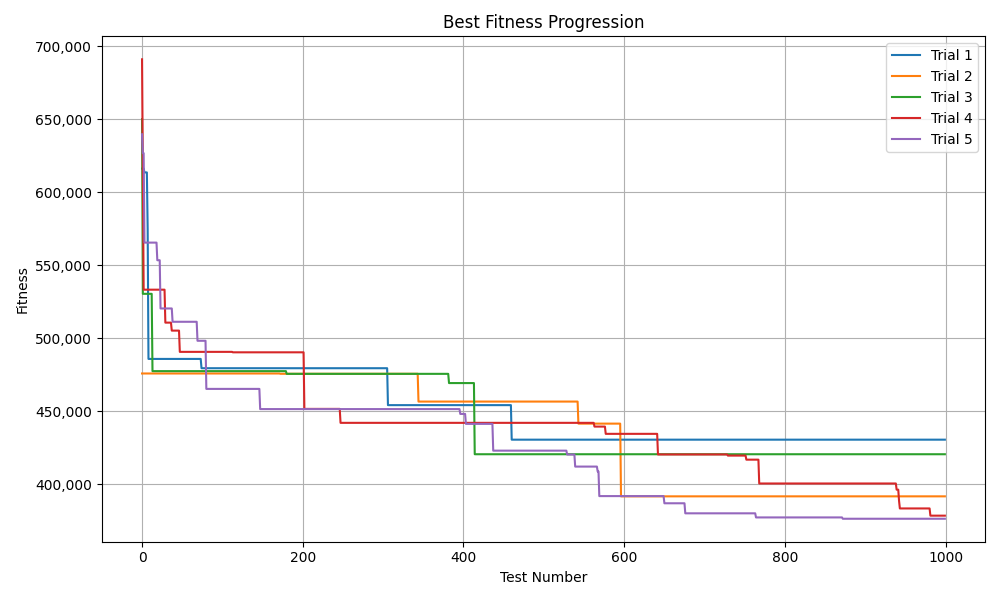 Best Fitness Progression
700,000
650,000
600,000
550,000
500,000
450,000
400,000
Fitness
Trial 1
Trial 2
Trial 3
Trial 4
Trial 5
0
200
400
600
800
1000
Test Number